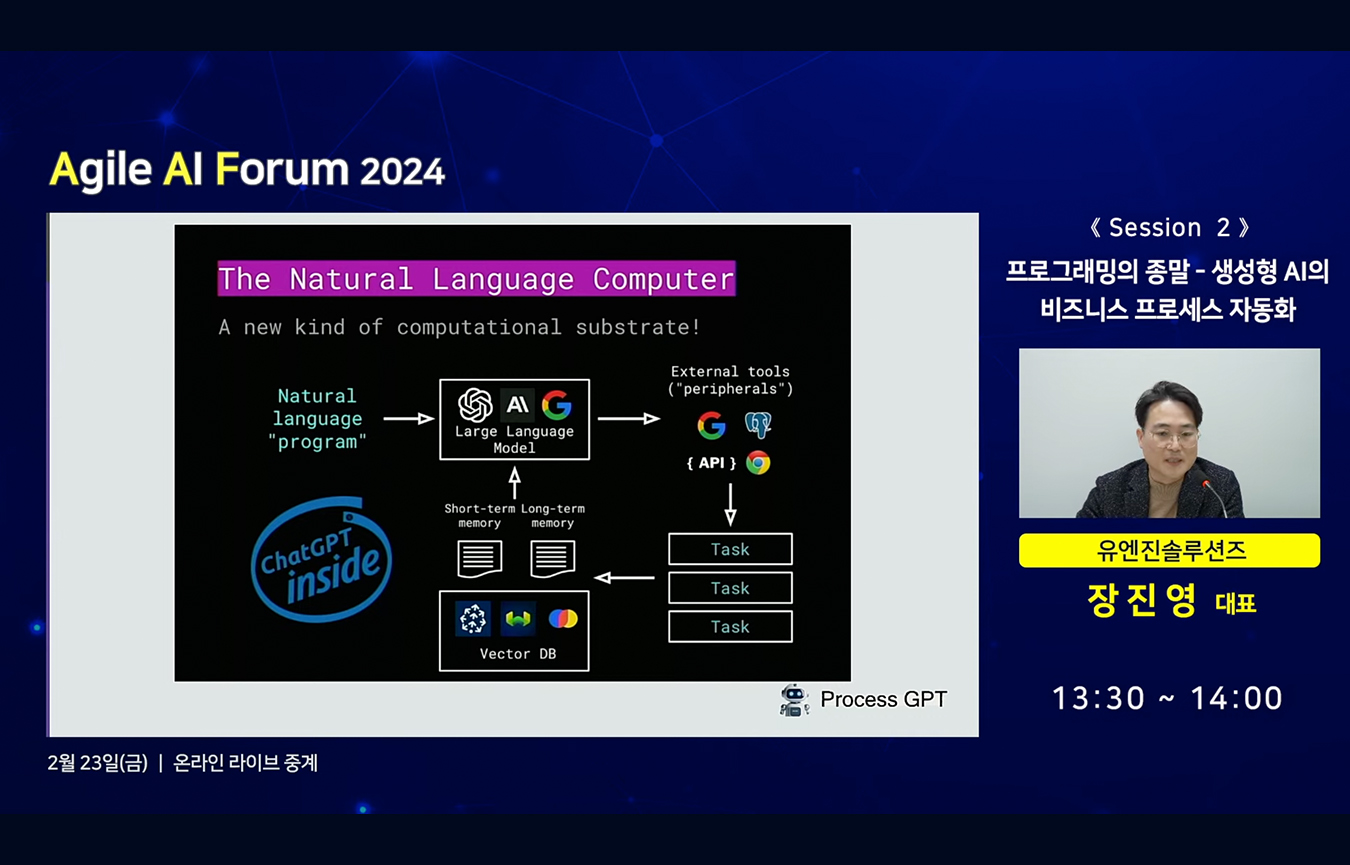 Agile AI Forum 2024
The Natural Language Computer
A new kind of computational substrate!
Natural
language
"program"
Large Language
Model
External tools
("peripherals")
{ API }
Short-term
memory
Long-term
memory
Task
Task
Task
Vector DB
ChatGPT
inside
Process GPT
《 Session 2 》
프로그래밍의 종말 - 생성형 AI의
비즈니스 프로세스 자동화
유엔진솔루션즈
장진영 대표
13:30 ~ 14:00
2월 23일(금) | 온라인 라이브 중계